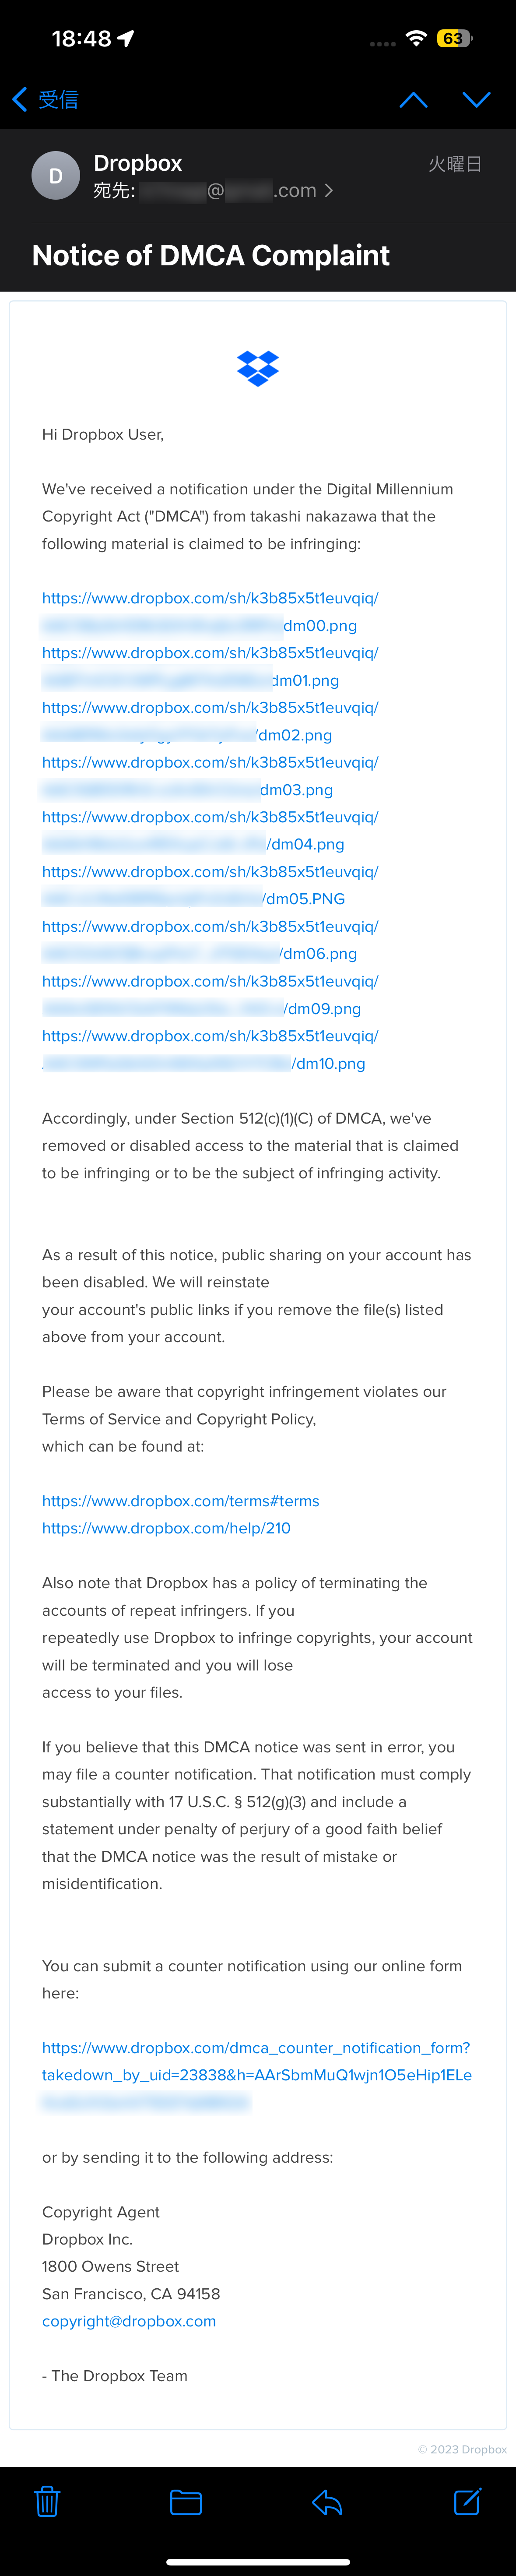 18:48
63
受信
D
Dropbox
火曜日
宛先: @ .com
Notice of DMCA Complaint
Hi Dropbox User,
We've received a notification under the Digital Millennium
Copyright Act ("DMCA") from takashi nakazawa that the
following material is claimed to be infringing:
https://www.dropbox.com/sh/k3b85x5t1euvqiq/
dm00.png
https://www.dropbox.com/sh/k3b85x5t1euvqiq/
dm01.png
https://www.dropbox.com/sh/k3b85x5t1euvqiq/
/dm02.png
https://www.dropbox.com/sh/k3b85x5t1euvqiq/
dm03.png
https://www.dropbox.com/sh/k3b85x5t1euvqiq/
/dm04.png
https://www.dropbox.com/sh/k3b85x5t1euvqiq/
/dm05.PNG
https://www.dropbox.com/sh/k3b85x5t1euvqiq/
/dm06.png
https://www.dropbox.com/sh/k3b85x5t1euvqiq/
/dm09.png
https://www.dropbox.com/sh/k3b85x5t1euvqiq/
/dm10.png
Accordingly, under Section 512(c)(1)(C) of DMCA, we've
removed or disabled access to the material that is claimed
to be infringing or to be the subject of infringing activity.
As a result of this notice, public sharing on your account has
been disabled. We will reinstate
your account's public links if you remove the file(s) listed
above from your account.
Please be aware that copyright infringement violates our
Terms of Service and Copyright Policy,
which can be found at:
https://www.dropbox.com/terms#terms
https://www.dropbox.com/help/210
Also note that Dropbox has a policy of terminating the
accounts of repeat infringers. If you
repeatedly use Dropbox to infringe copyrights, your account
will be terminated and you will lose
access to your files.
If you believe that this DMCA notice was sent in error, you
may file a counter notification. That notification must comply
substantially with 17 U.S.C. § 512(g)(3) and include a
statement under penalty of perjury of a good faith belief
that the DMCA notice was the result of mistake or
misidentification.
You can submit a counter notification using our online form
here:
https://www.dropbox.com/dmca_counter_notification_form?
takedown_by_uid=23838&h=AArSbmMuQ1wjn1O5eHip1ELe
or by sending it to the following address:
Copyright Agent
Dropbox Inc.
1800 Owens Street
San Francisco, CA 94158
copyright@dropbox.com
- The Dropbox Team
© 2023 Dropbox